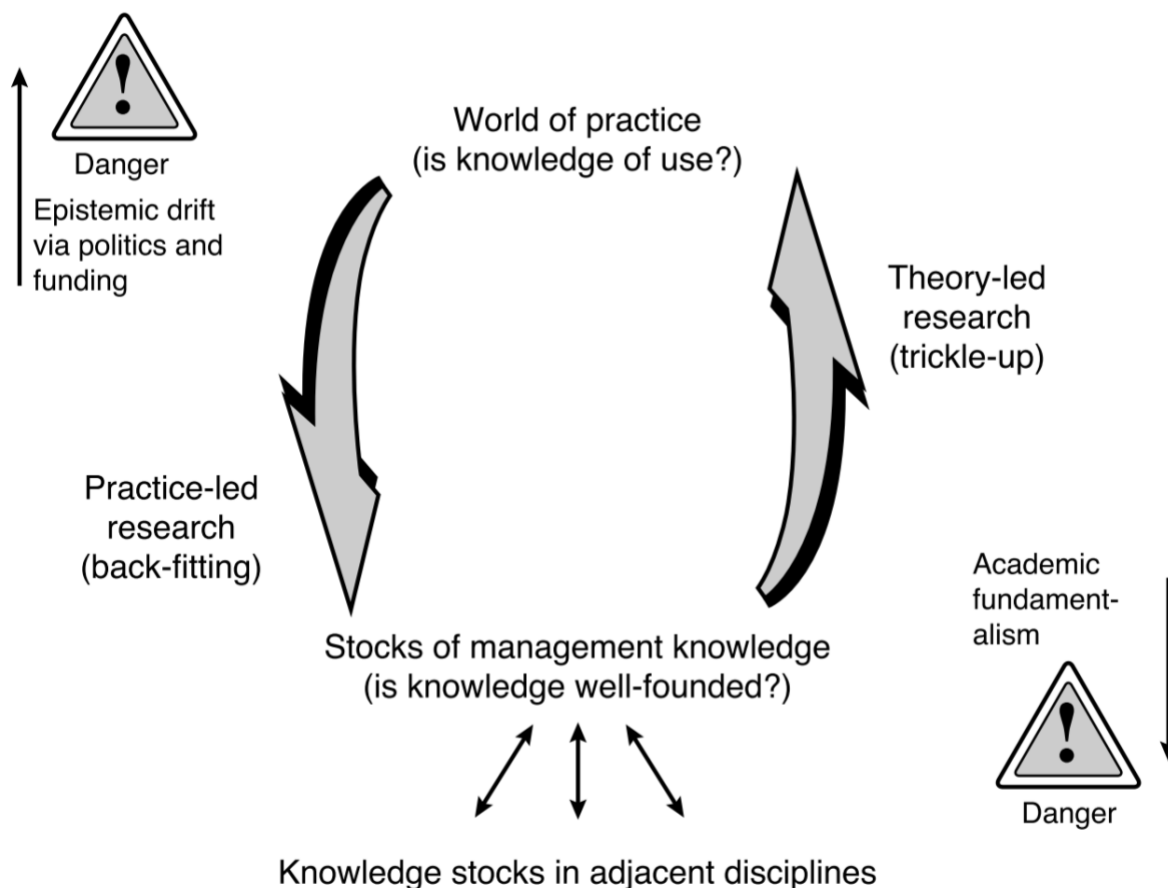 Danger
Epistemic drift
via politics and
funding
World of practice
(is knowledge of use?)
Theory-led
research
(trickle-up)
Practice-led
research
(back-fitting)
Academic
fundament-
alism
Danger
Stocks of management knowledge
(is knowledge well-founded?)
Knowledge stocks in adjacent disciplines